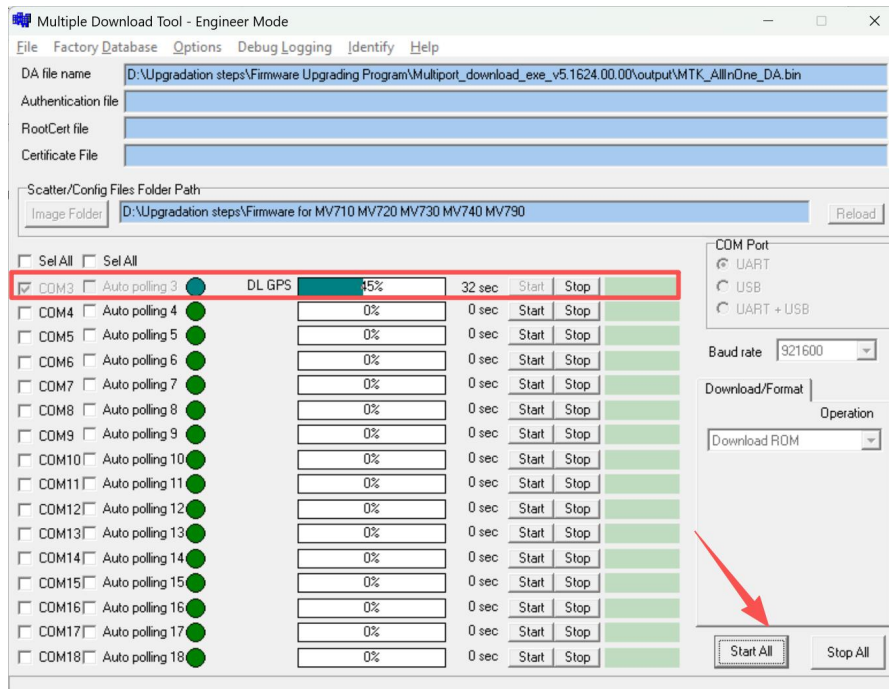 Multiple Download Tool - Engineer Mode
File Factory Database Options Debug Logging Identify Help
DA file name D:\Upgradation steps\Firmware Upgrading Program\Multiport_download_exe_v5.1624.00.00\output\MTK_AllInOne_DA.bin
Authentication file
RootCert file
Certificate File
Scatter/Config Files Folder Path
Image Folder D:\Upgradation steps\Firmware for MV710 MV720 MV730 MV740 MV790 Reload
Sel All Sel All
COM3 Auto polling 3 DL GPS 45% 32 sec Start Stop
COM4 Auto polling 4 0% 0 sec Start Stop
COM5 Auto polling 5 0% 0 sec Start Stop
COM6 Auto polling 6 0% 0 sec Start Stop
COM7 Auto polling 7 0% 0 sec Start Stop
COM8 Auto polling 8 0% 0 sec Start Stop
COM9 Auto polling 9 0% 0 sec Start Stop
COM10 Auto polling 10 0% 0 sec Start Stop
COM11 Auto polling 11 0% 0 sec Start Stop
COM12 Auto polling 12 0% 0 sec Start Stop
COM13 Auto polling 13 0% 0 sec Start Stop
COM14 Auto polling 14 0% 0 sec Start Stop
COM15 Auto polling 15 0% 0 sec Start Stop
COM16 Auto polling 16 0% 0 sec Start Stop
COM17 Auto polling 17 0% 0 sec Start Stop
COM18 Auto polling 18 0% 0 sec Start Stop
COM Port
UART
USB
UART + USB
Baud rate 921600
Download/Format
Operation
Download ROM
Start All Stop All